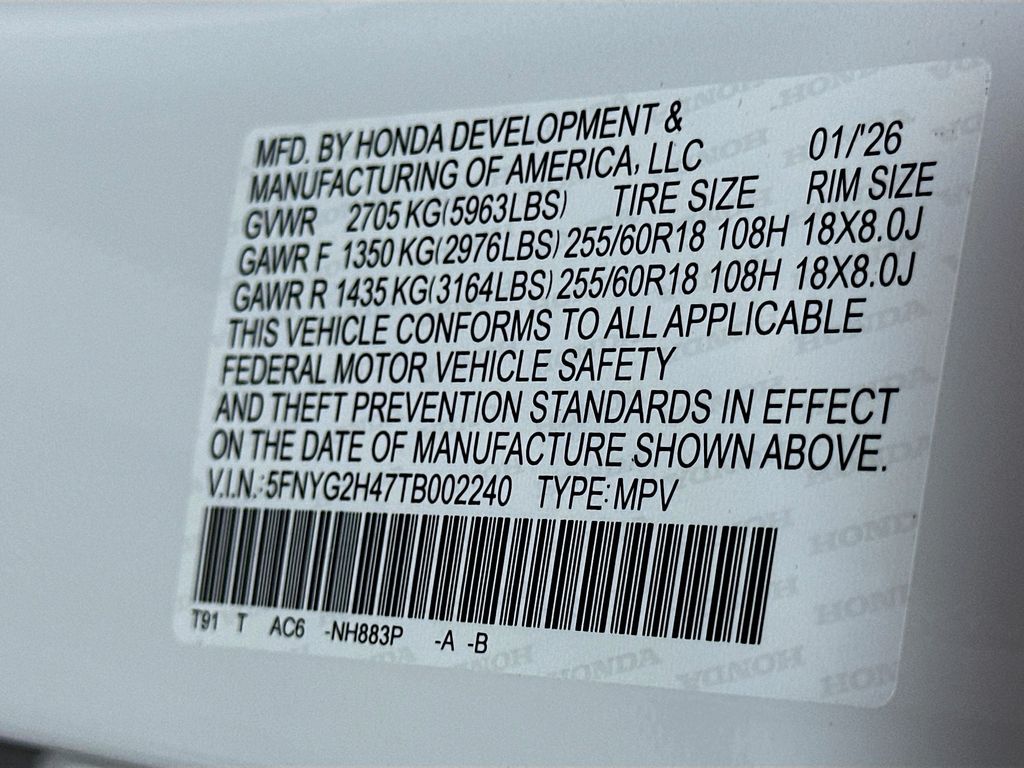 MFD. BY HONDA DEVELOPMENT &
MANUFACTURING OF AMERICA, LLC 01/'26
GVWR 2705 KG(5963LBS) TIRE SIZE RIM SIZE
GAWR F 1350 KG(2976LBS) 255/60R18 108H 18X8.0J
GAWR R 1435 KG(3164LBS) 255/60R18 108H 18X8.0J
THIS VEHICLE CONFORMS TO ALL APPLICABLE
FEDERAL MOTOR VEHICLE SAFETY
AND THEFT PREVENTION STANDARDS IN EFFECT
ON THE DATE OF MANUFACTURE SHOWN ABOVE.
V.I.N.:5FNYG2H47TB002240 TYPE:MPV
T91 T AC6 -NH883P -A -B